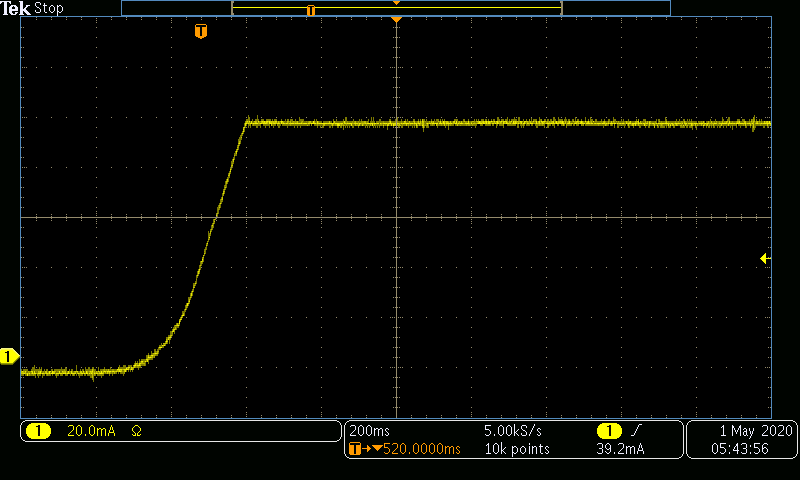 Tek Stop
T
T
1
1 20.0mA Ω
200ms 5.00kS/s 1 1 May 2020
T→▼520.0000ms 10k points 39.2mA 05:43:56